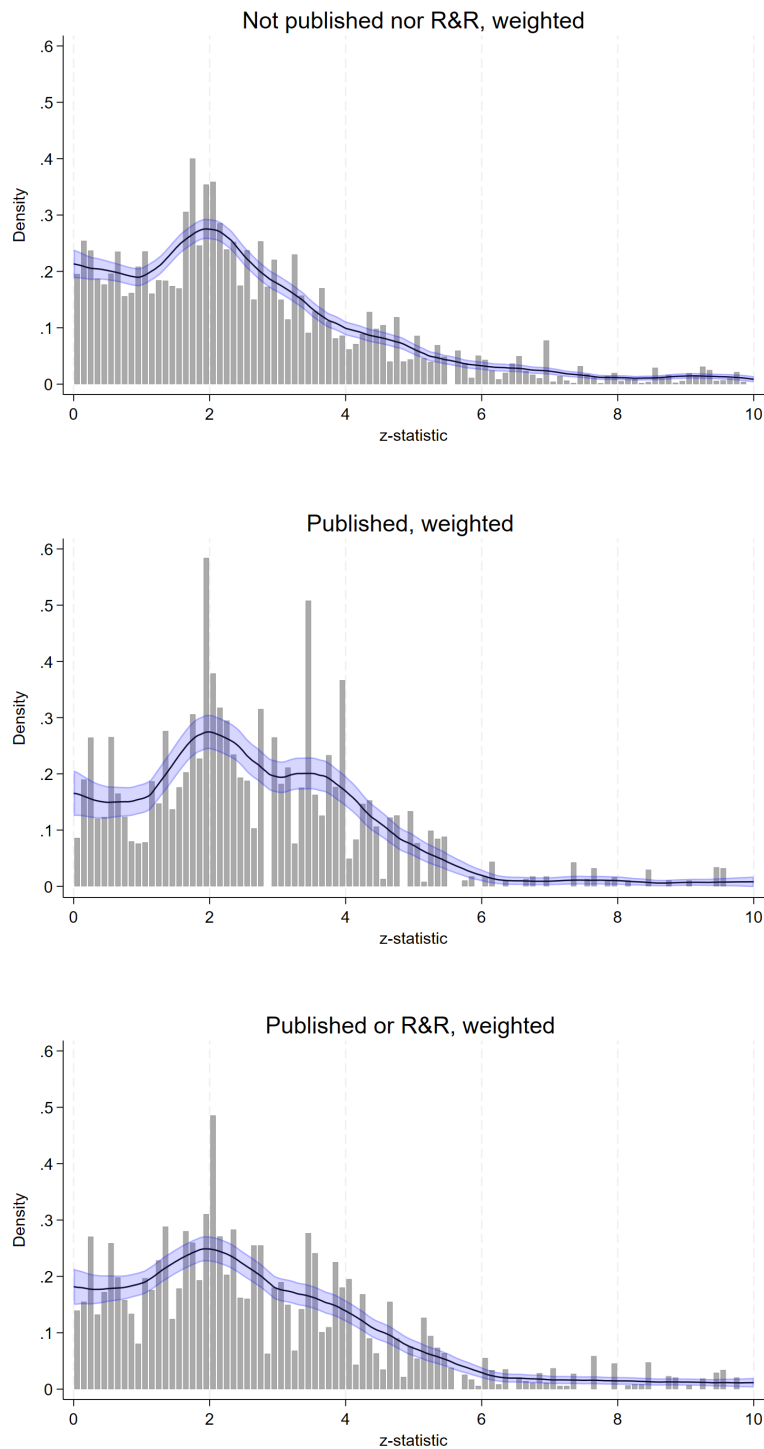 Not published nor R&R, weighted
.6
.5
.4
.3
.2
.1
0
Density
0 2 4 6 8 10
z-statistic
Published, weighted
.6
.5
.4
.3
.2
.1
0
Density
0 2 4 6 8 10
z-statistic
Published or R&R, weighted
.6
.5
.4
.3
.2
.1
0
Density
0 2 4 6 8 10
z-statistic